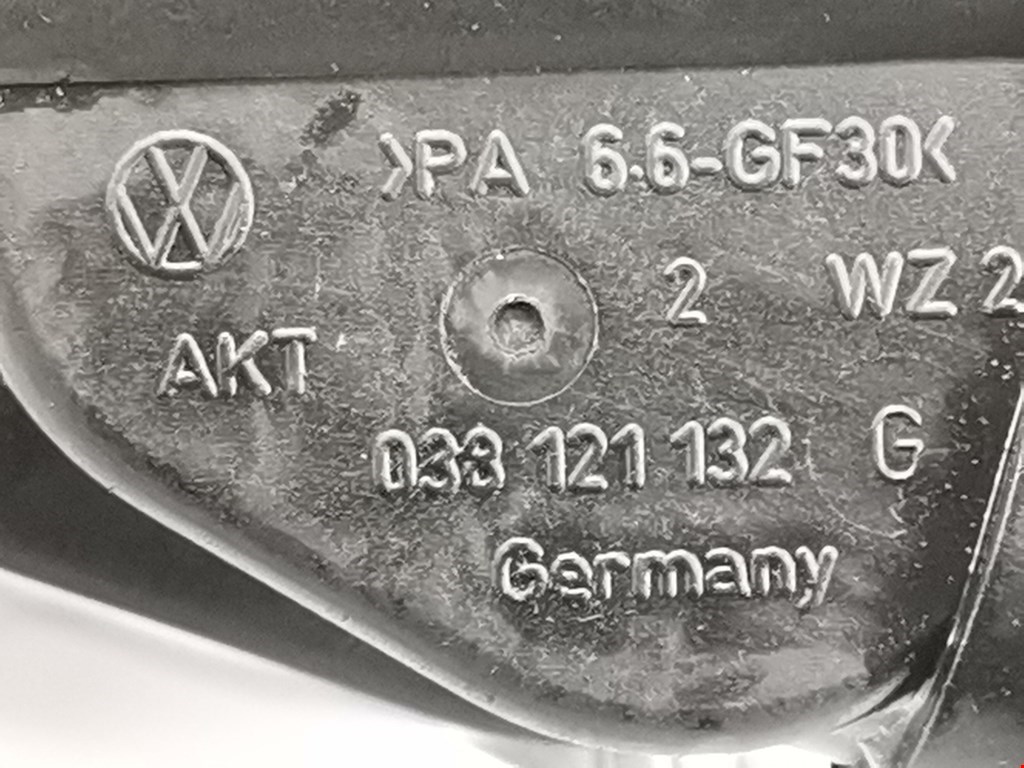 >PA 6.6-GF30<
2 WZ 2
AKT
038 121 132 G
Germany